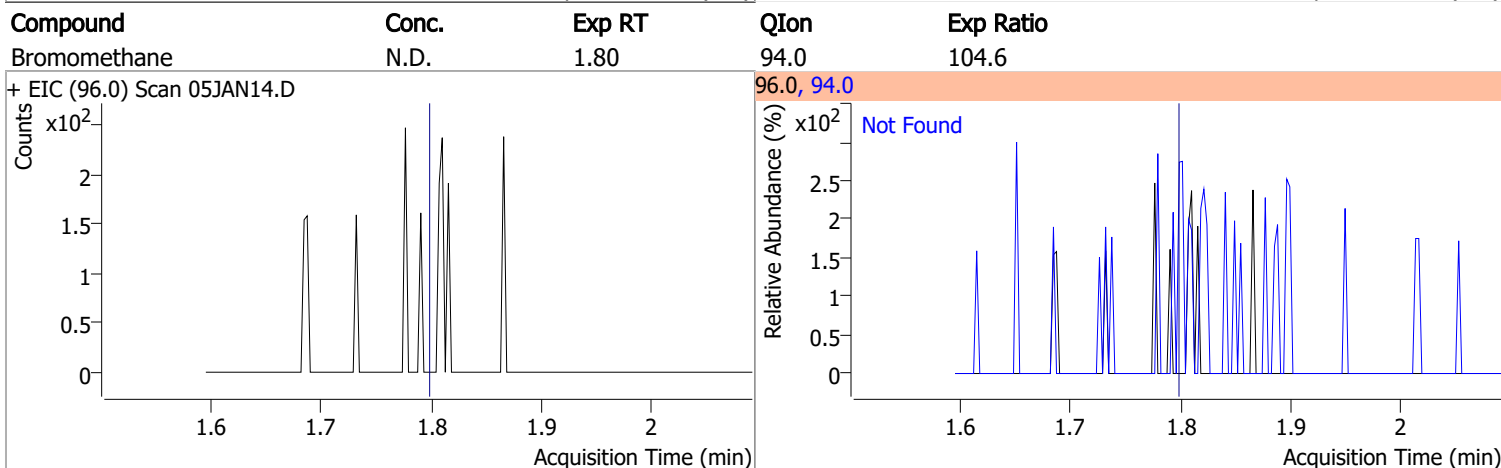 Compound Conc. Exp RT QIon Exp Ratio
Bromomethane N.D. 1.80 94.0 104.6
+ EIC (96.0) Scan 05JAN14.D
Counts
x10²
2
1.5
1
0.5
0
1.6 1.7 1.8 1.9 2
Acquisition Time (min)
96.0, 94.0
Relative Abundance (%)
x10²
Not Found
2.5
2
1.5
1
0.5
0
1.6 1.7 1.8 1.9 2
Acquisition Time (min)